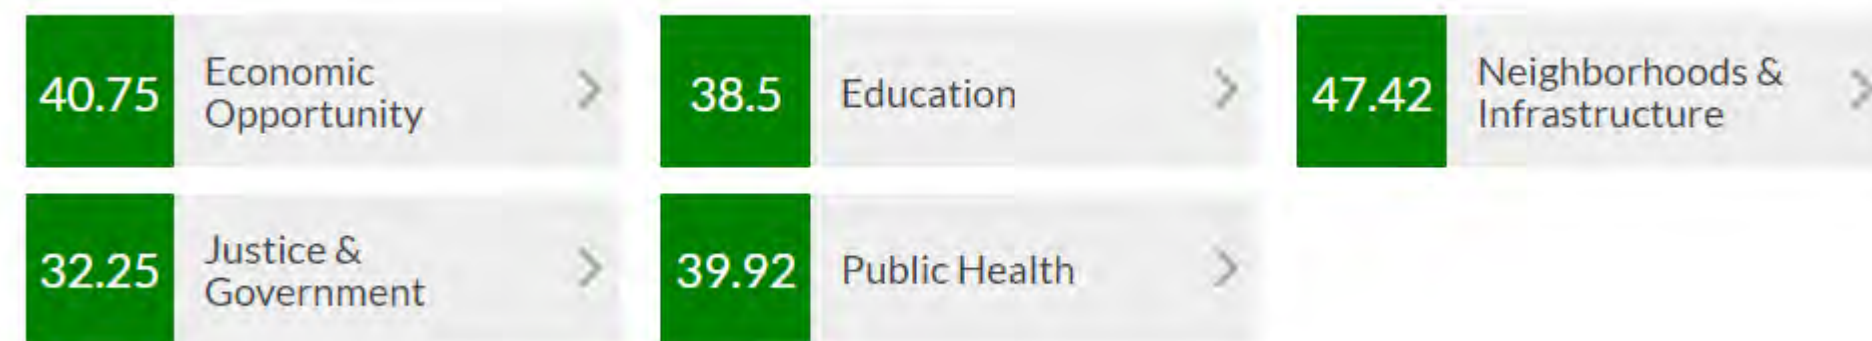 40.75
Economic
Opportunity
38.5
Education
47.42
Neighborhoods &
Infrastructure
32.25
Justice &
Government
39.92
Public Health